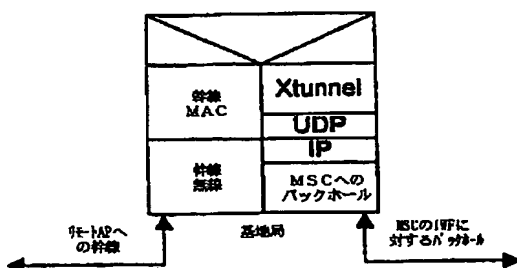 幹線
MAC
Xtunnel
UDP
IP
幹線
無線
MSCへの
バックホール
基地局
リモートAPへ
の幹線
MSCのIWFに
対するバックホール